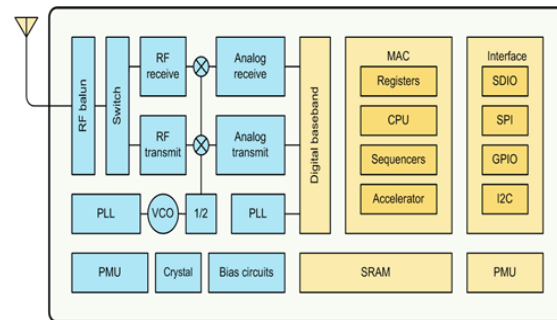 RF balun
Switch
RF
receive
Analog
receive
RF
transmit
Analog
transmit
PLL
VCO
1/2
PLL
Digital baseband
MAC
Registers
CPU
Sequencers
Accelerator
Interface
SDIO
SPI
GPIO
I2C
PMU
Crystal
Bias circuits
SRAM
PMU